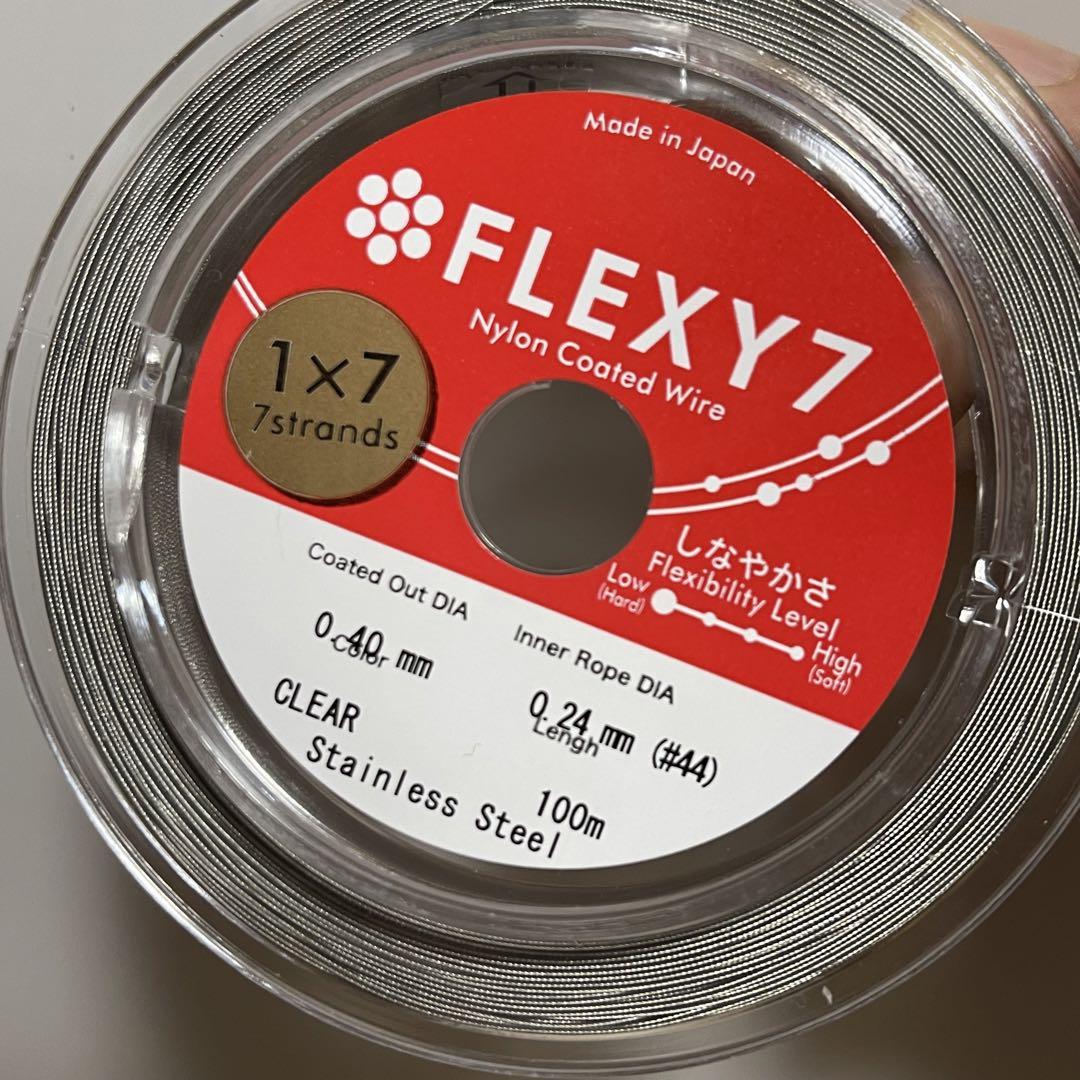 Made in Japan
FLEXY7
Nylon Coated Wire
1×7
7strands
しなやかさ
Flexibility Level
Low
(Hard)
High
(Soft)
Coated Out DIA
0.40 mm
Inner Rope DIA
0.24 mm (#44)
Color
CLEAR
Lengh
100m
Stainless Steel